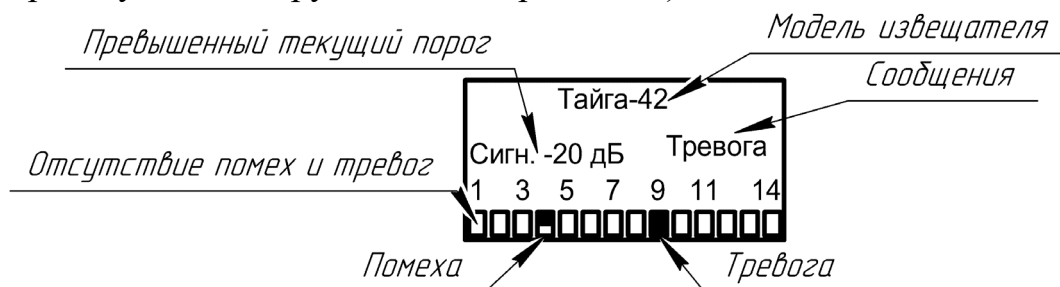 Превышенный текущий порог
Модель извещателя
Сообщения
Тайга-42
Сигн. -20 дБ Тревога
Отсутствие помех и тревог
1 3 5 7 9 11 14
Помеха
Тревога